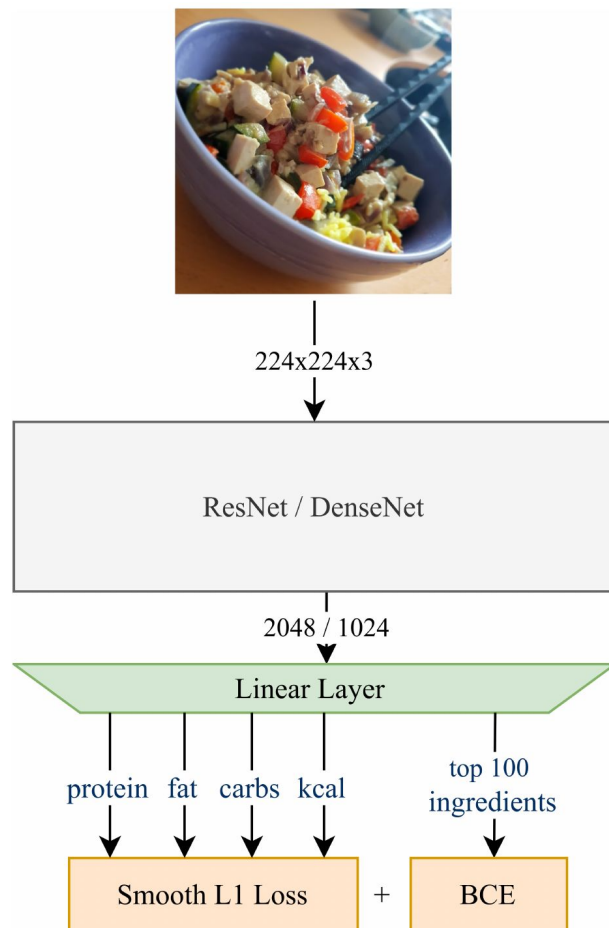 224x224x3
ResNet / DenseNet
2048 / 1024
Linear Layer
protein fat carbs kcal
top 100
ingredients
Smooth L1 Loss + BCE